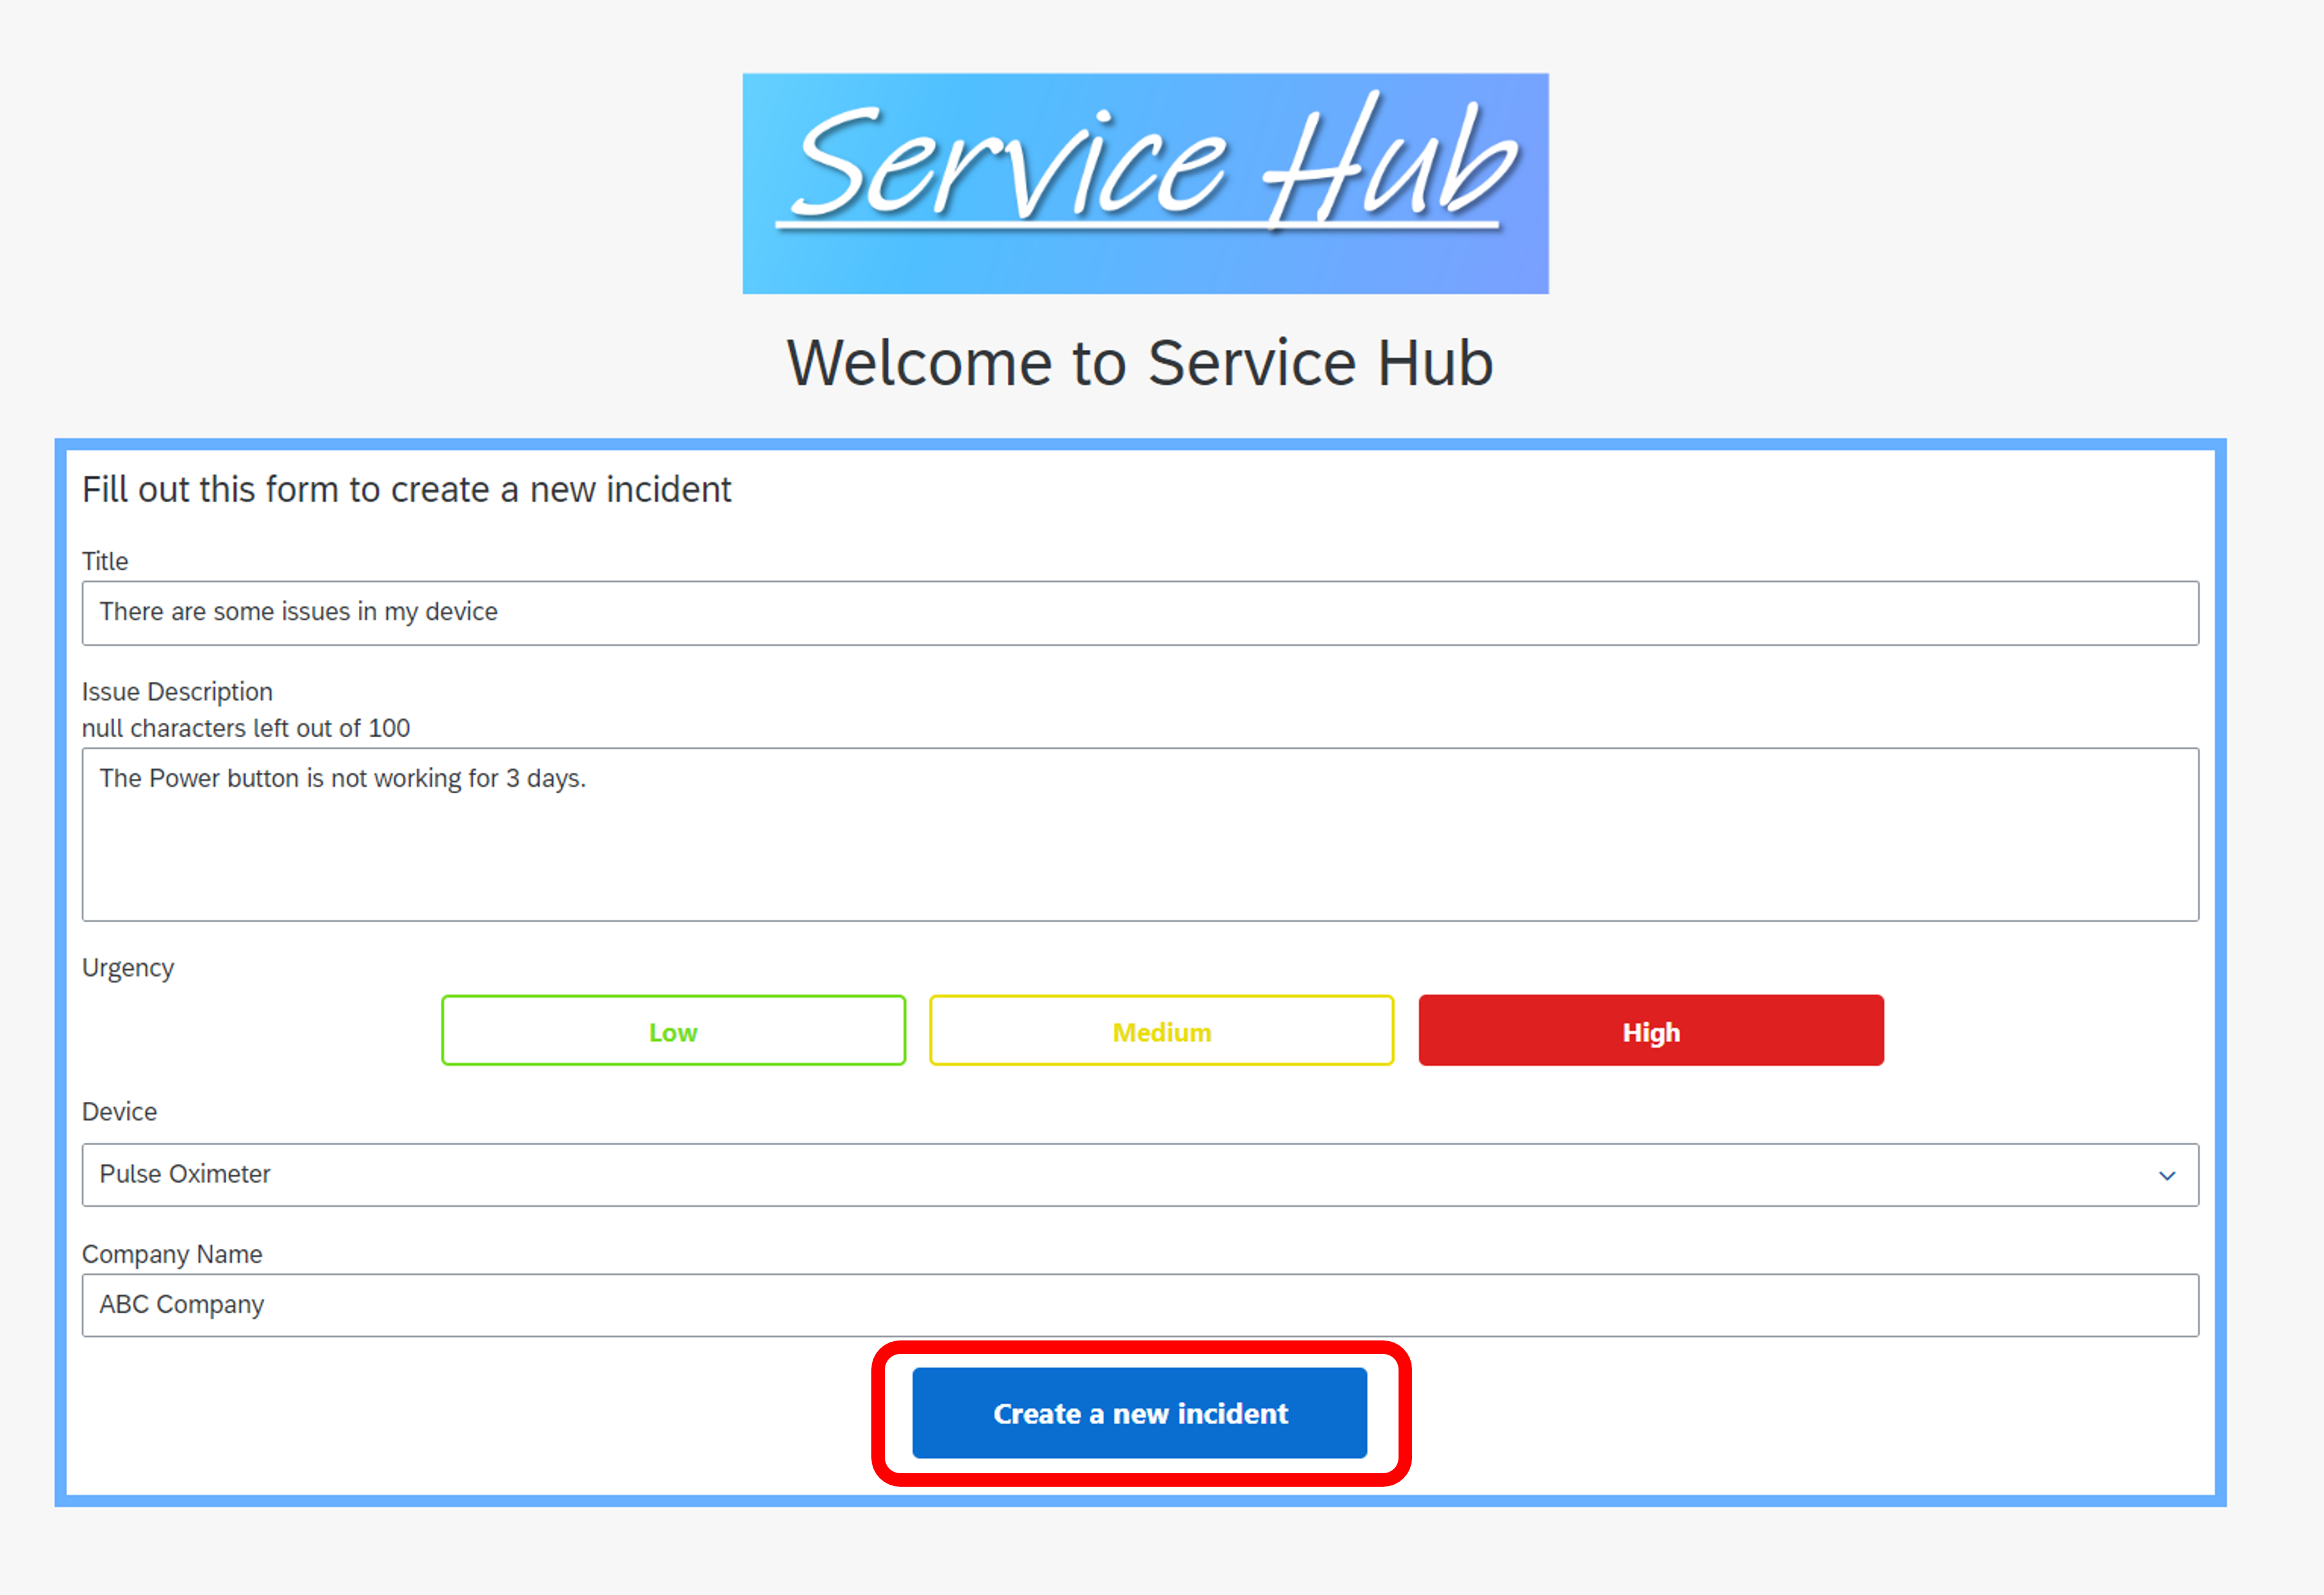 Service Hub
Welcome to Service Hub
Fill out this form to create a new incident
Title
There are some issues in my device
Issue Description
null characters left out of 100
The Power button is not working for 3 days.
Urgency
Low
Medium
High
Device
Pulse Oximeter
Company Name
ABC Company
Create a new incident